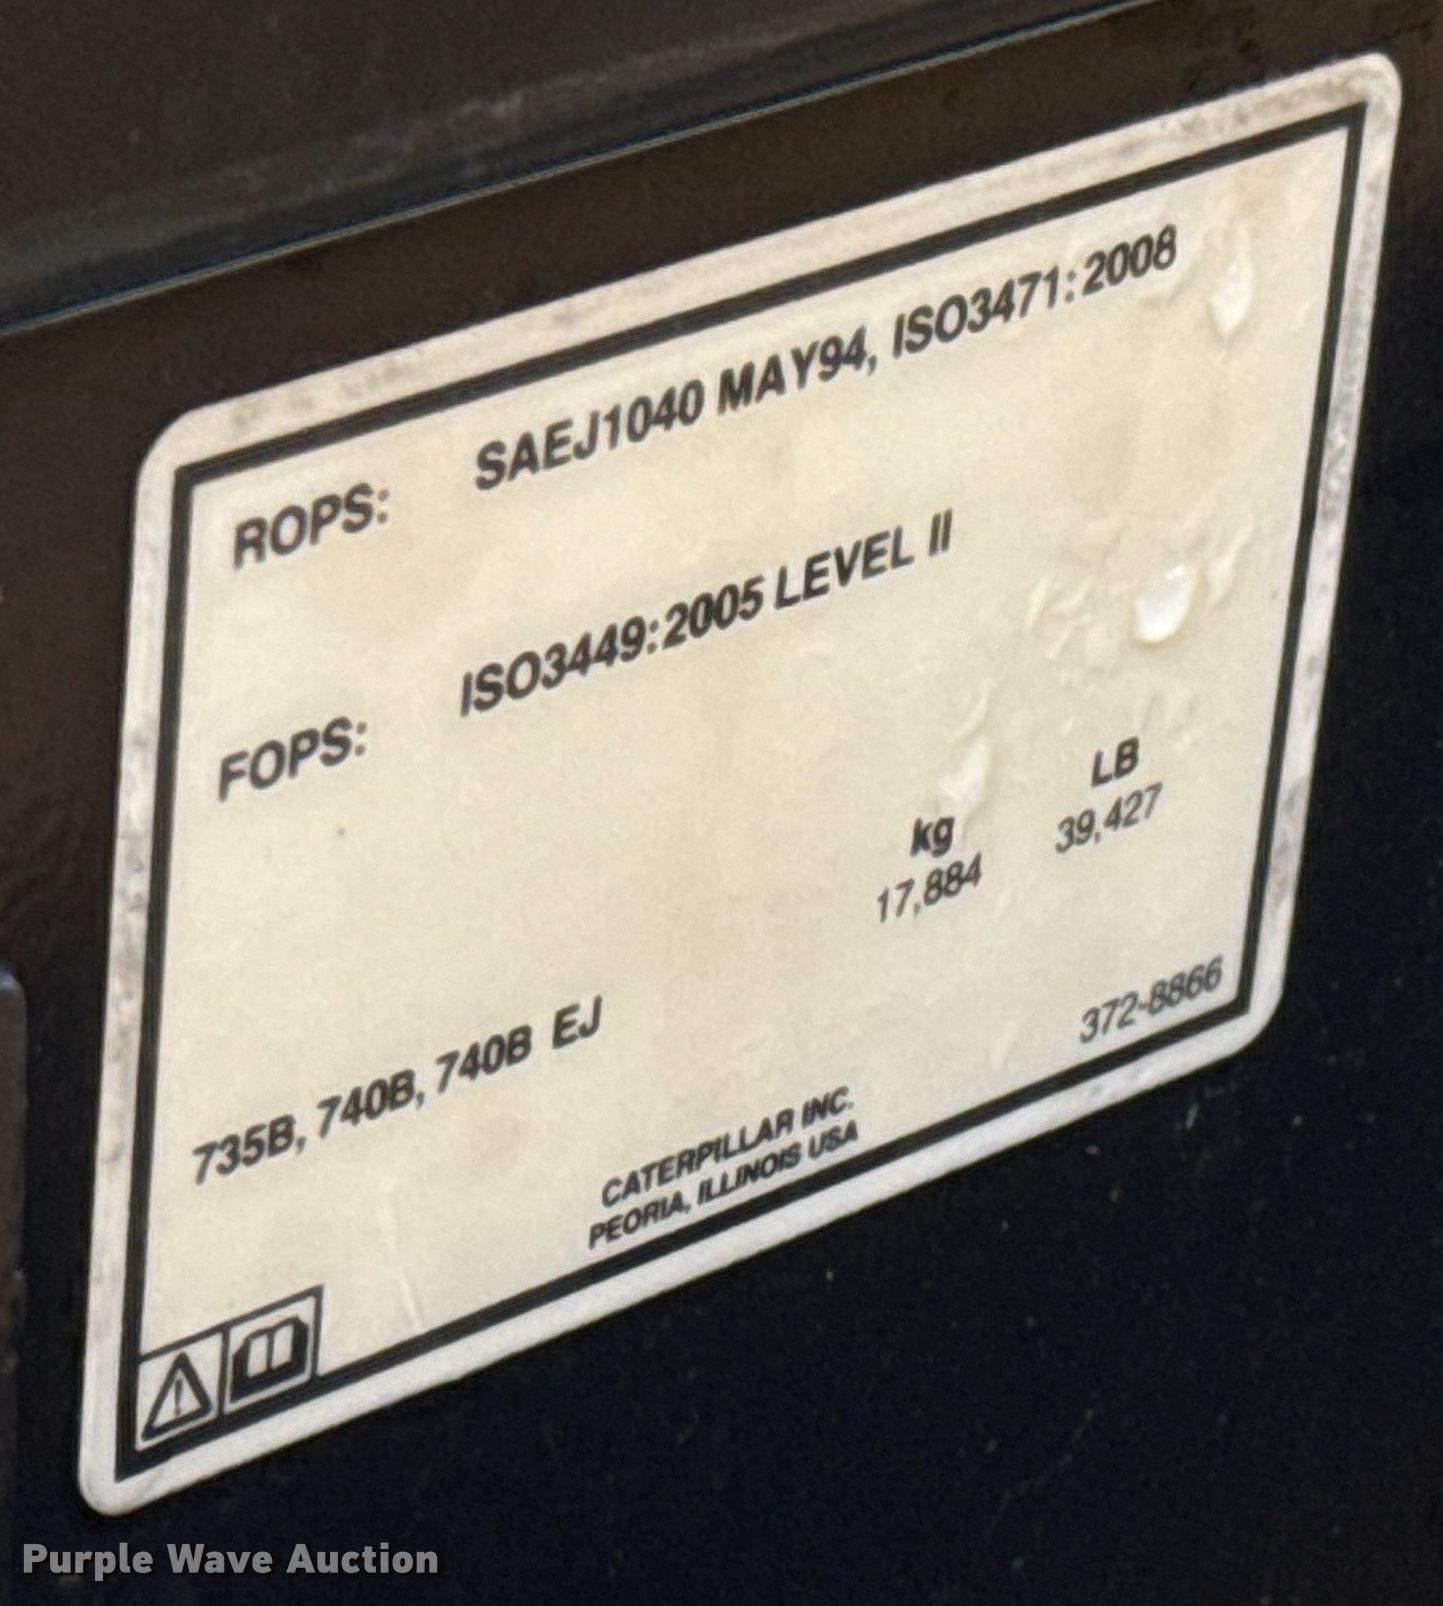 ROPS: SAEJ1040 MAY94, ISO3471:2008
FOPS: ISO3449:2005 LEVEL II
kg LB
17,884 39,427
735B, 740B, 740B EJ
372-8866
CATERPILLAR INC.
PEORIA, ILLINOIS USA
Purple Wave Auction